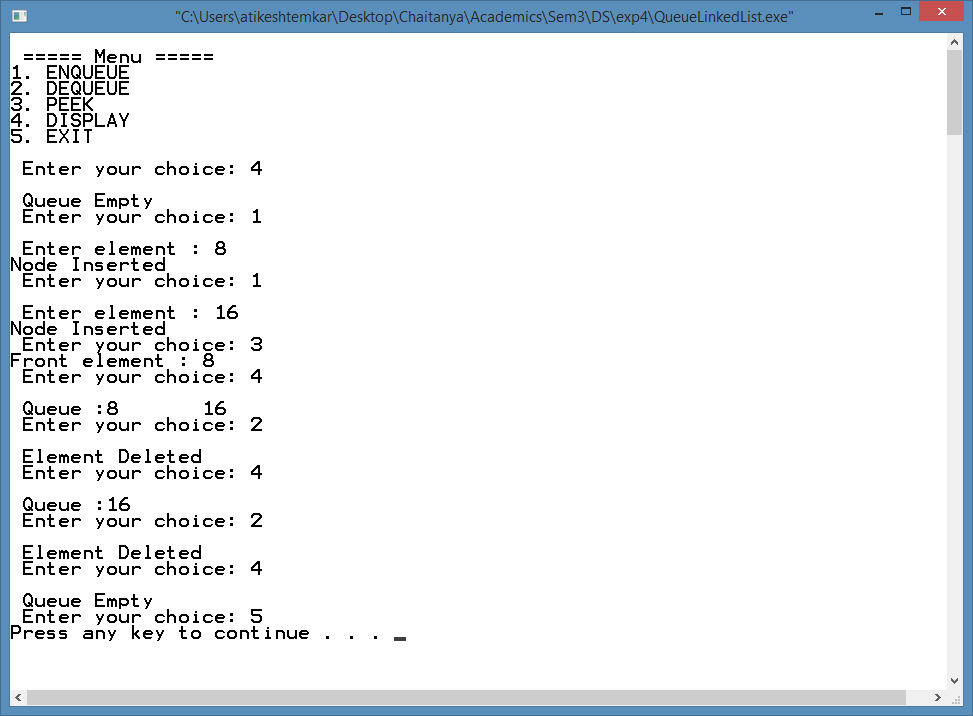 "C:\Users\atikeshtemkar\Desktop\Chaitanya\Academics\Sem3\DS\exp4\QueueLinkedList.exe"
===== Menu =====
1. ENQUEUE
2. DEQUEUE
3. PEEK
4. DISPLAY
5. EXIT
Enter your choice: 4
Queue Empty
Enter your choice: 1
Enter element : 8
Node Inserted
Enter your choice: 1
Enter element : 16
Node Inserted
Enter your choice: 3
Front element : 8
Enter your choice: 4
Queue :8       16
Enter your choice: 2
Element Deleted
Enter your choice: 4
Queue :16
Enter your choice: 2
Element Deleted
Enter your choice: 4
Queue Empty
Enter your choice: 5
Press any key to continue . . . _